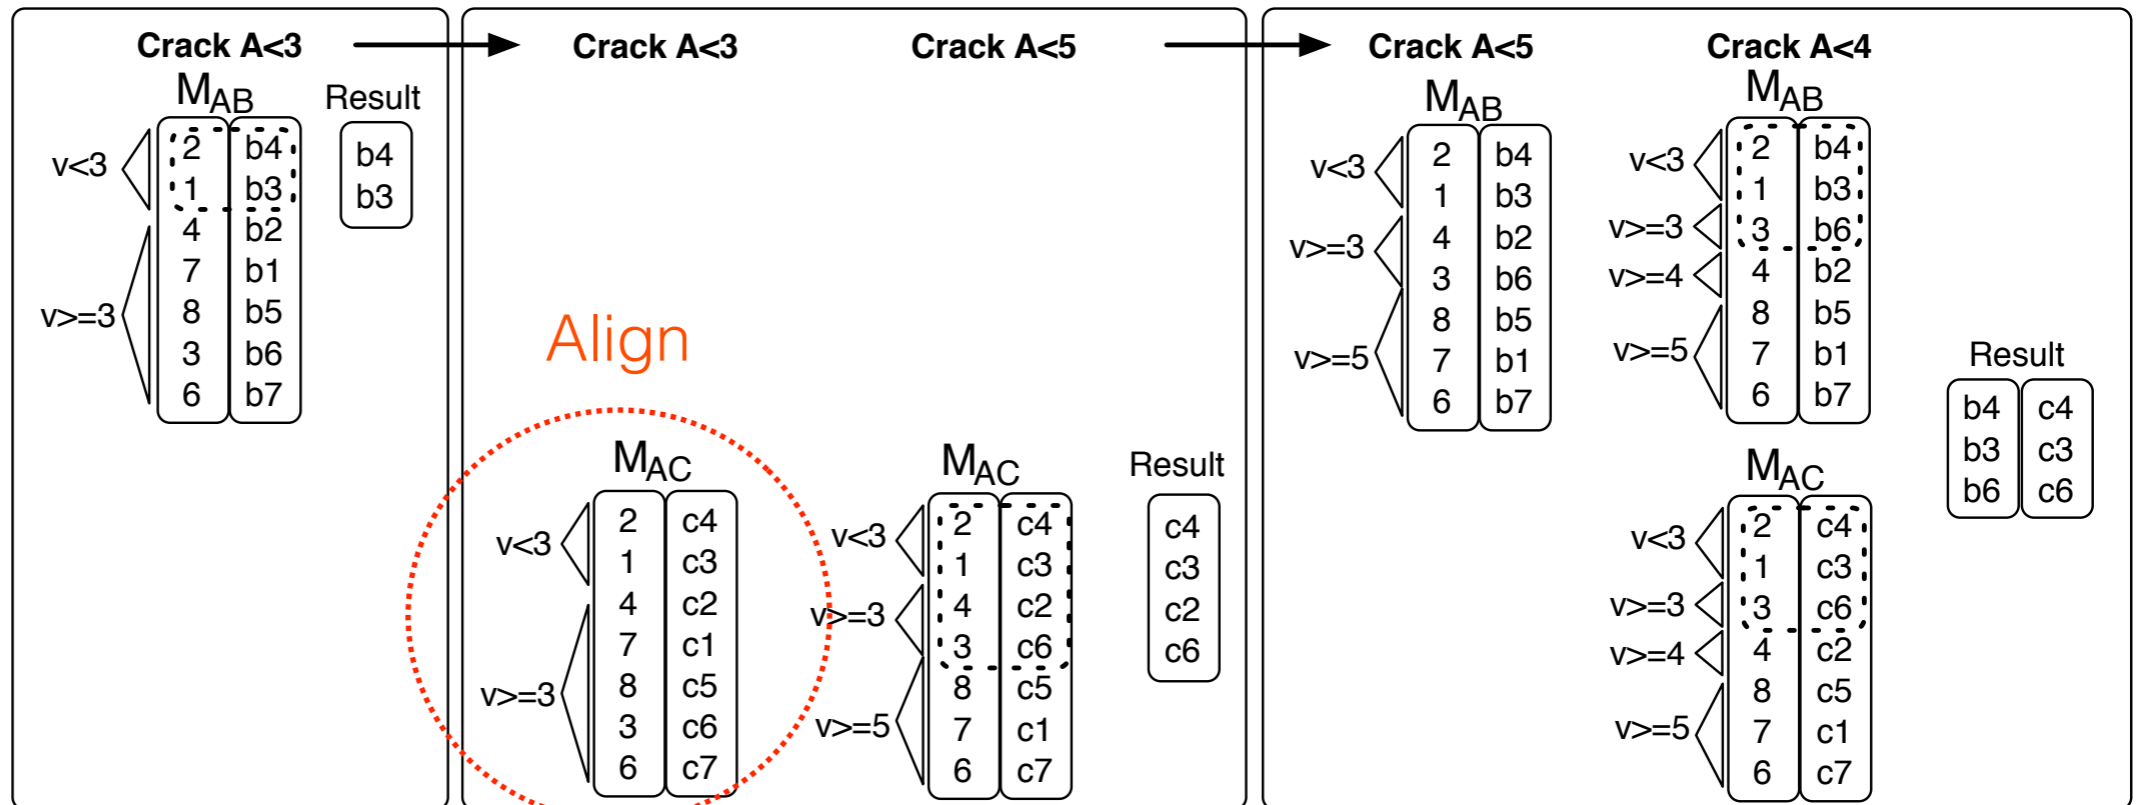 Crack A<3
M_AB
Result
v<3
v>=3
2 b4
1 b3
4 b2
7 b1
8 b5
3 b6
6 b7
b4
b3
Crack A<3
Crack A<5
Align
M_AC
v<3
v>=3
2 c4
1 c3
4 c2
7 c1
8 c5
3 c6
6 c7
M_AC
v<3
v>=3
v>=5
2 c4
1 c3
4 c2
3 c6
8 c5
7 c1
6 c7
Result
c4
c3
c2
c6
Crack A<5
Crack A<4
M_AB
v<3
v>=3
v>=5
2 b4
1 b3
4 b2
3 b6
8 b5
7 b1
6 b7
M_AB
v<3
v>=3
v>=4
v>=5
2 b4
1 b3
3 b6
4 b2
8 b5
7 b1
6 b7
M_AC
v<3
v>=3
v>=4
v>=5
2 c4
1 c3
3 c6
4 c2
8 c5
7 c1
6 c7
Result
b4 c4
b3 c3
b6 c6